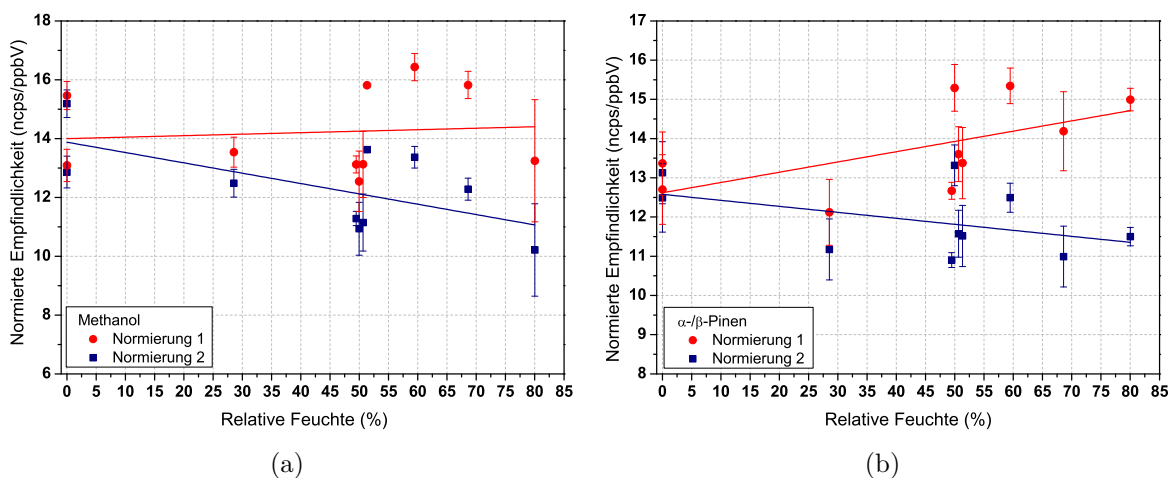 Normierte Empfindlichkeit (ncps/ppbV)
18
16
14
12
10
8
6
Methanol
Normierung 1
Normierung 2
0 5 10 15 20 25 30 35 40 45 50 55 60 65 70 75 80 85
Relative Feuchte (%)
(a)
Normierte Empfindlichkeit (ncps/ppbV)
17
16
15
14
13
12
11
10
9
8
α-/β-Pinen
Normierung 1
Normierung 2
0 5 10 15 20 25 30 35 40 45 50 55 60 65 70 75 80 85
Relative Feuchte (%)
(b)